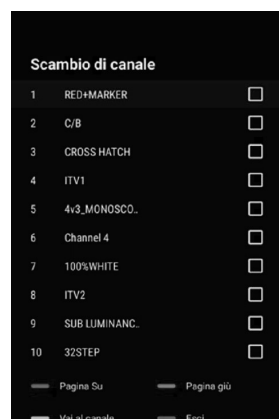 Scambio di canale
1 RED+MARKER
2 C/B
3 CROSS HATCH
4 ITV1
5 4v3_MONOSCO..
6 Channel 4
7 100%WHITE
8 ITV2
9 SUB LUMINANC..
10 32STEP
Pagina Su Pagina giù
Vai al canale Esci